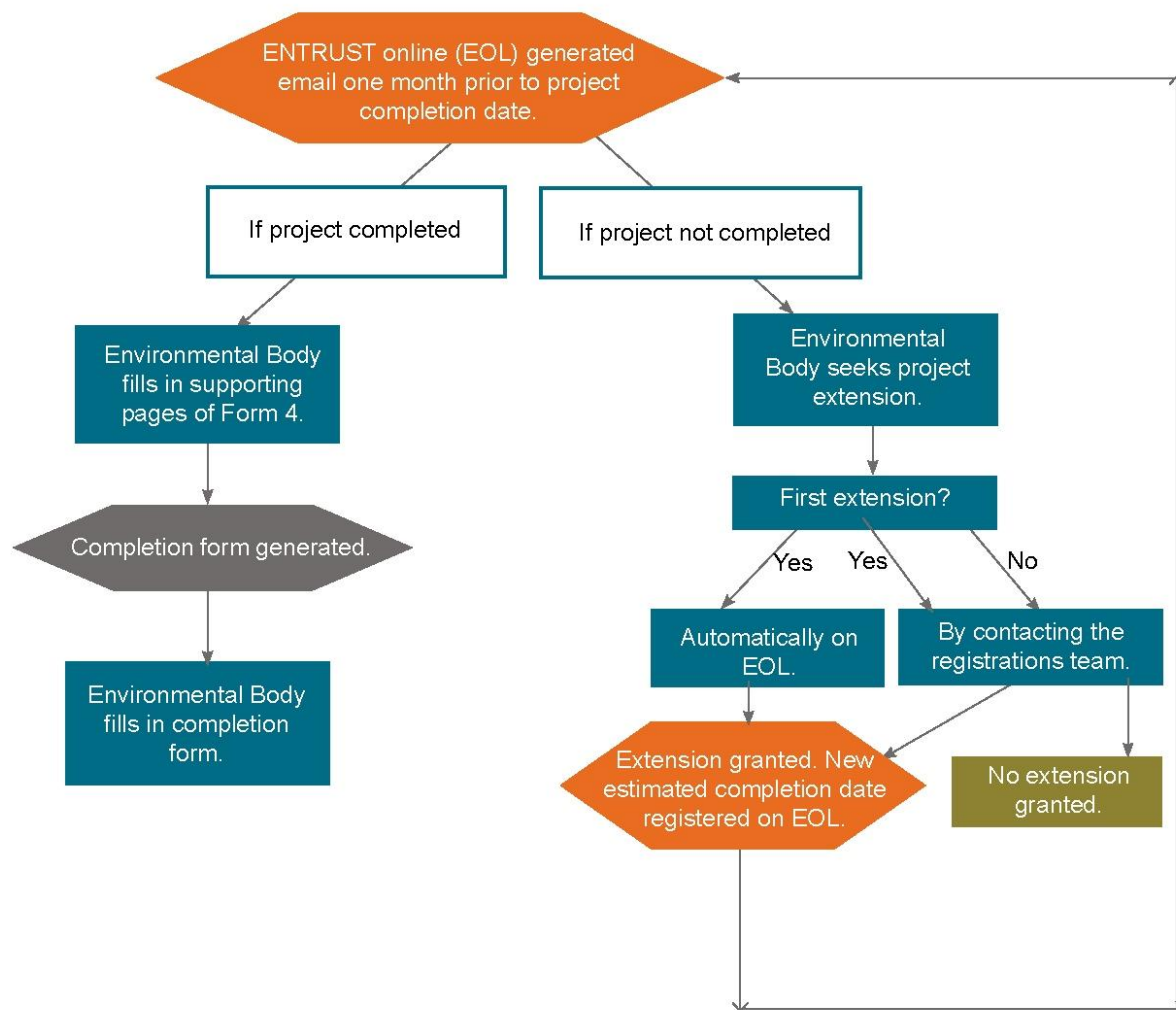 ENTRUST online (EOL) generated
email one month prior to project
completion date.
If project completed
If project not completed
Environmental Body
fills in supporting
pages of Form 4.
Environmental
Body seeks project
extension.
First extension?
Completion form generated.
Yes
Yes
No
Automatically on
EOL.
By contacting the
registrations team.
Environmental Body
fills in completion
form.
Extension granted. New
estimated completion date
registered on EOL.
No extension
granted.